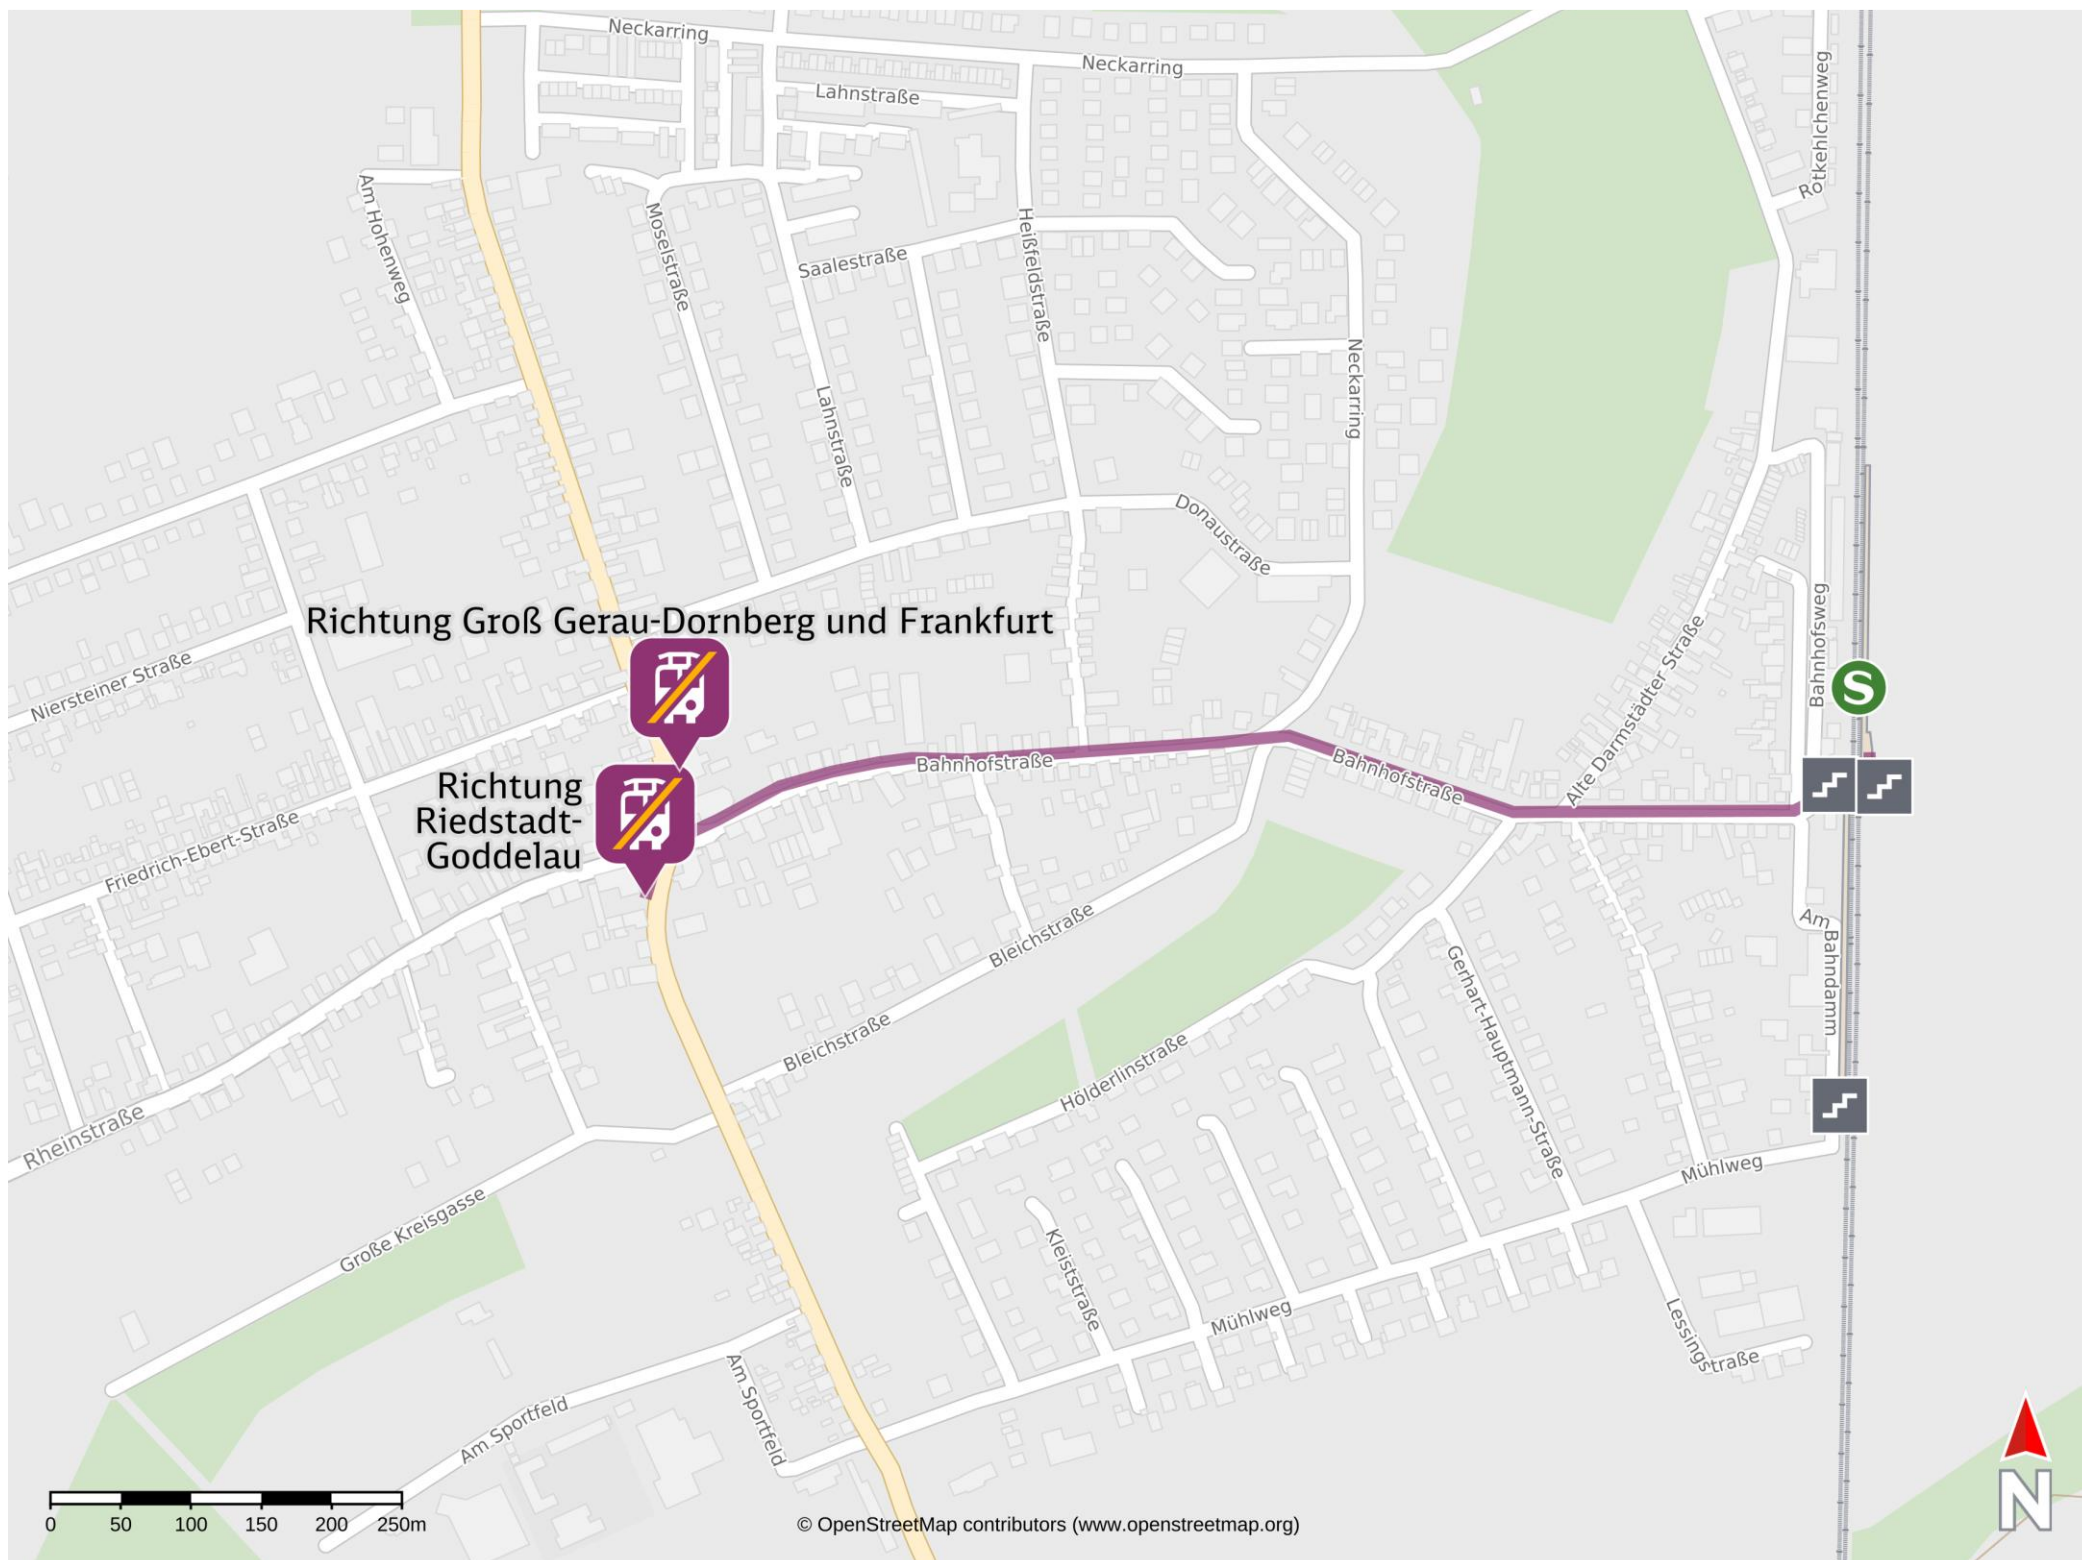 Neckarring
Neckarring
Lahnstraße
Rotkehlchenweg
Ro
Am Hohenweg
Moselstraße
Heißfeldstraße
Saalestraße
Neckarring
Lahnstraße
Donaustraße
Richtung Groß Gerau-Dornberg und Frankfurt
Niersteiner Straße
Alte Darmstädter Straße
Bahnhofsweg
S
Bahnhofstraße
Bahnhofstraße
Richtung
Riedstadt-
Goddelau
Friedrich-Ebert-Straße
Bleichstraße
Am
Bahndamm
Gerhart-Hauptmann-Straße
Bleichstraße
Hölderlinstraße
Rheinstraße
Mühlweg
Große Kreisgasse
Kleiststraße
Mühlweg
Lessingstraße
Am Sportfeld
Am Sportfeld
N
0 50 100 150 200 250m
© OpenStreetMap contributors (www.openstreetmap.org)